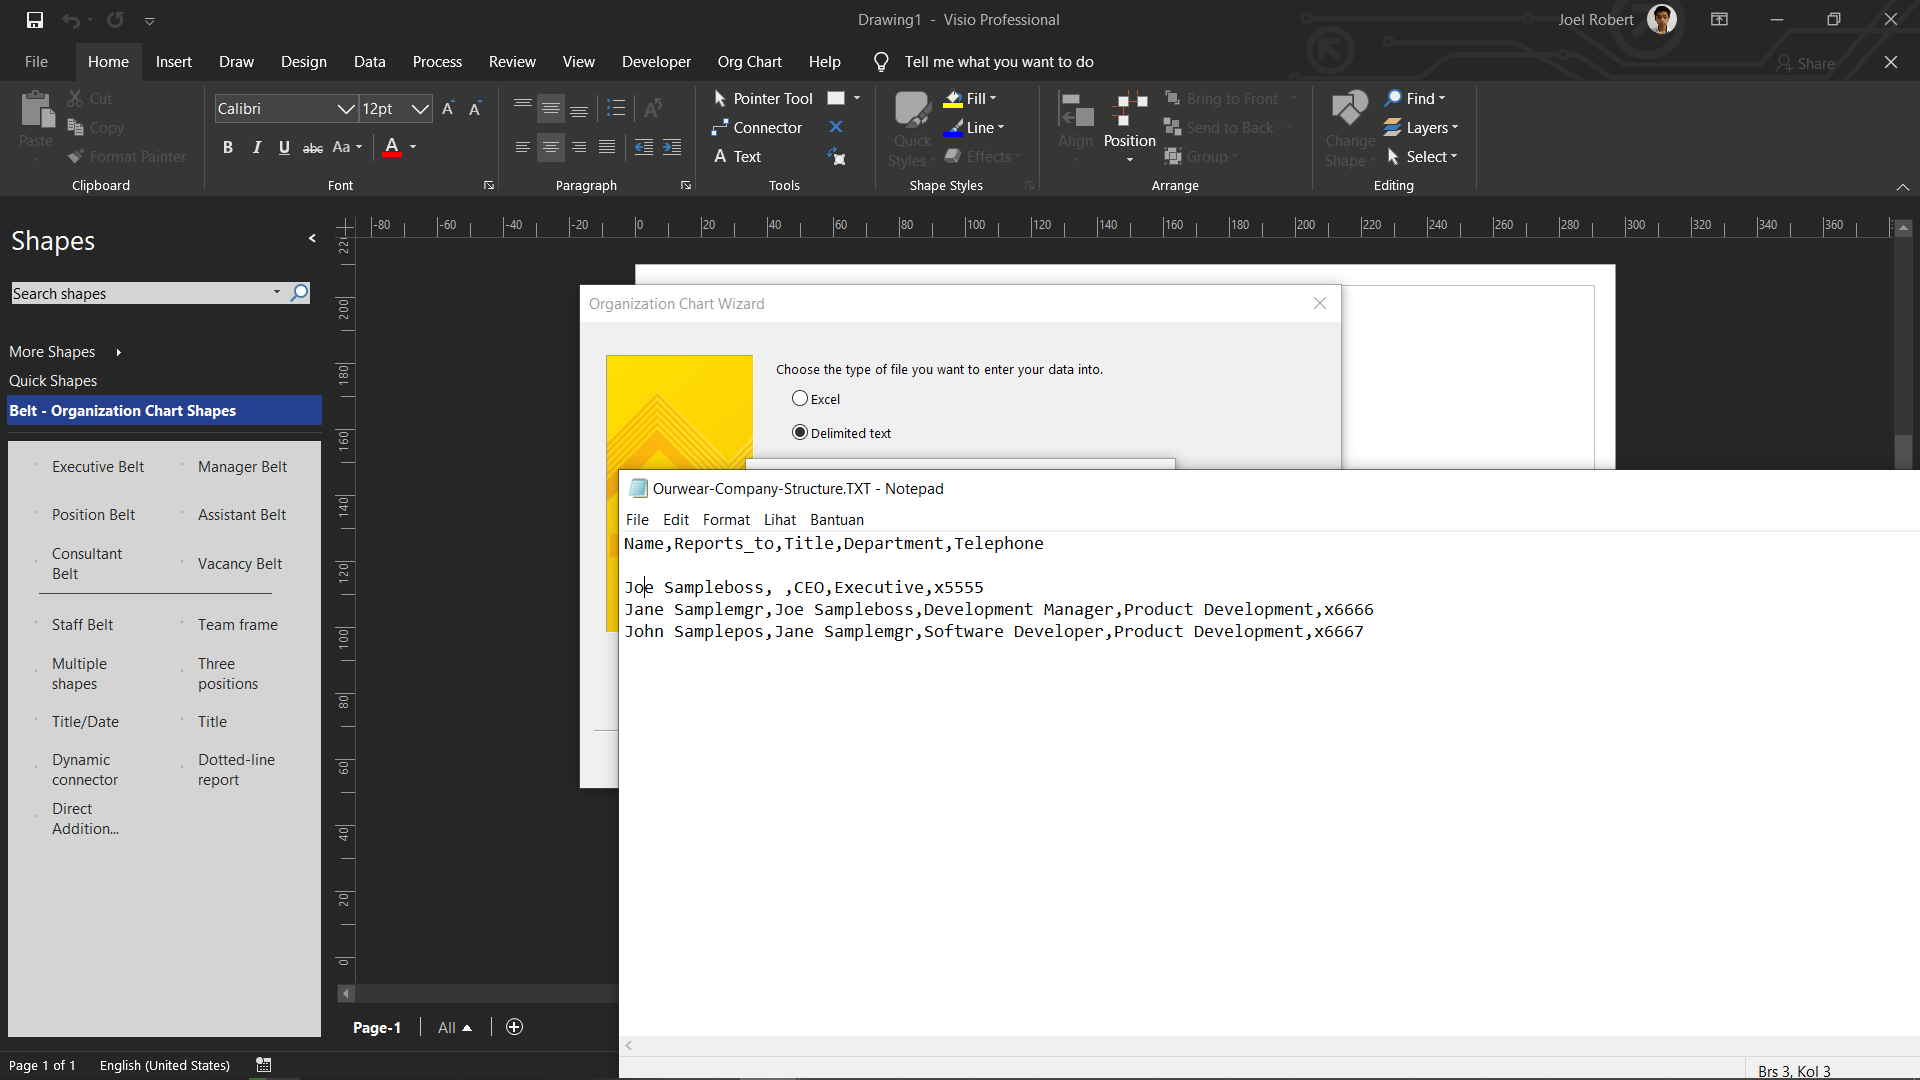 Drawing1 - Visio Professional
Joel Robert
File
Home
Insert
Draw
Design
Data
Process
Review
View
Developer
Org Chart
Help
Tell me what you want to do
Share
Paste
Cut
Copy
Format Painter
Clipboard
Calibri
12pt
B I U abc Aa A
Font
Paragraph
Pointer Tool
Connector
A Text
Tools
Quick Styles
Fill
Line
Effects
Shape Styles
Align
Position
Bring to Front
Send to Back
Group
Arrange
Change Shape
Find
Layers
Select
Editing
Shapes
Search shapes
More Shapes
Quick Shapes
Belt - Organization Chart Shapes
Executive Belt
Manager Belt
Position Belt
Assistant Belt
Consultant
Belt
Vacancy Belt
Staff Belt
Team frame
Multiple
shapes
Three
positions
Title/Date
Title
Dynamic
connector
Dotted-line
report
Direct
Addition...
-80 -60 -40 -20 0 20 40 60 80 100 120 140 160 180 200 220 240 260 280 300 320 340 360
22
200
180
160
140
120
100
80
60
40
20
0
Organization Chart Wizard
Choose the type of file you want to enter your data into.
Excel
Delimited text
Ourwear-Company-Structure.TXT - Notepad
File Edit Format Lihat Bantuan
Name,Reports_to,Title,Department,Telephone
Joe Sampleboss, ,CEO,Executive,x5555
Jane Samplemgr,Joe Sampleboss,Development Manager,Product Development,x6666
John Samplepos,Jane Samplemgr,Software Developer,Product Development,x6667
Brs 3, Kol 3
Page-1
All
Page 1 of 1
English (United States)